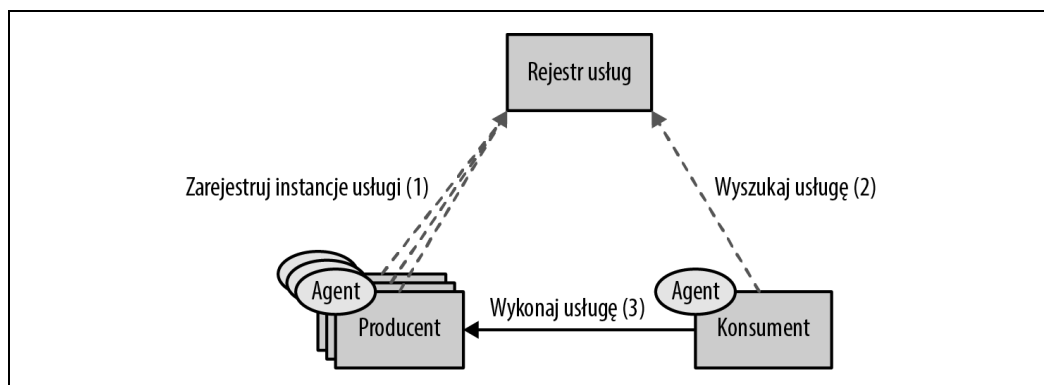 Rejestr usług
Zarejestruj instancje usługi (1)
Wyszukaj usługę (2)
Agent
Agent
Wykonaj usługę (3)
Producent
Konsument